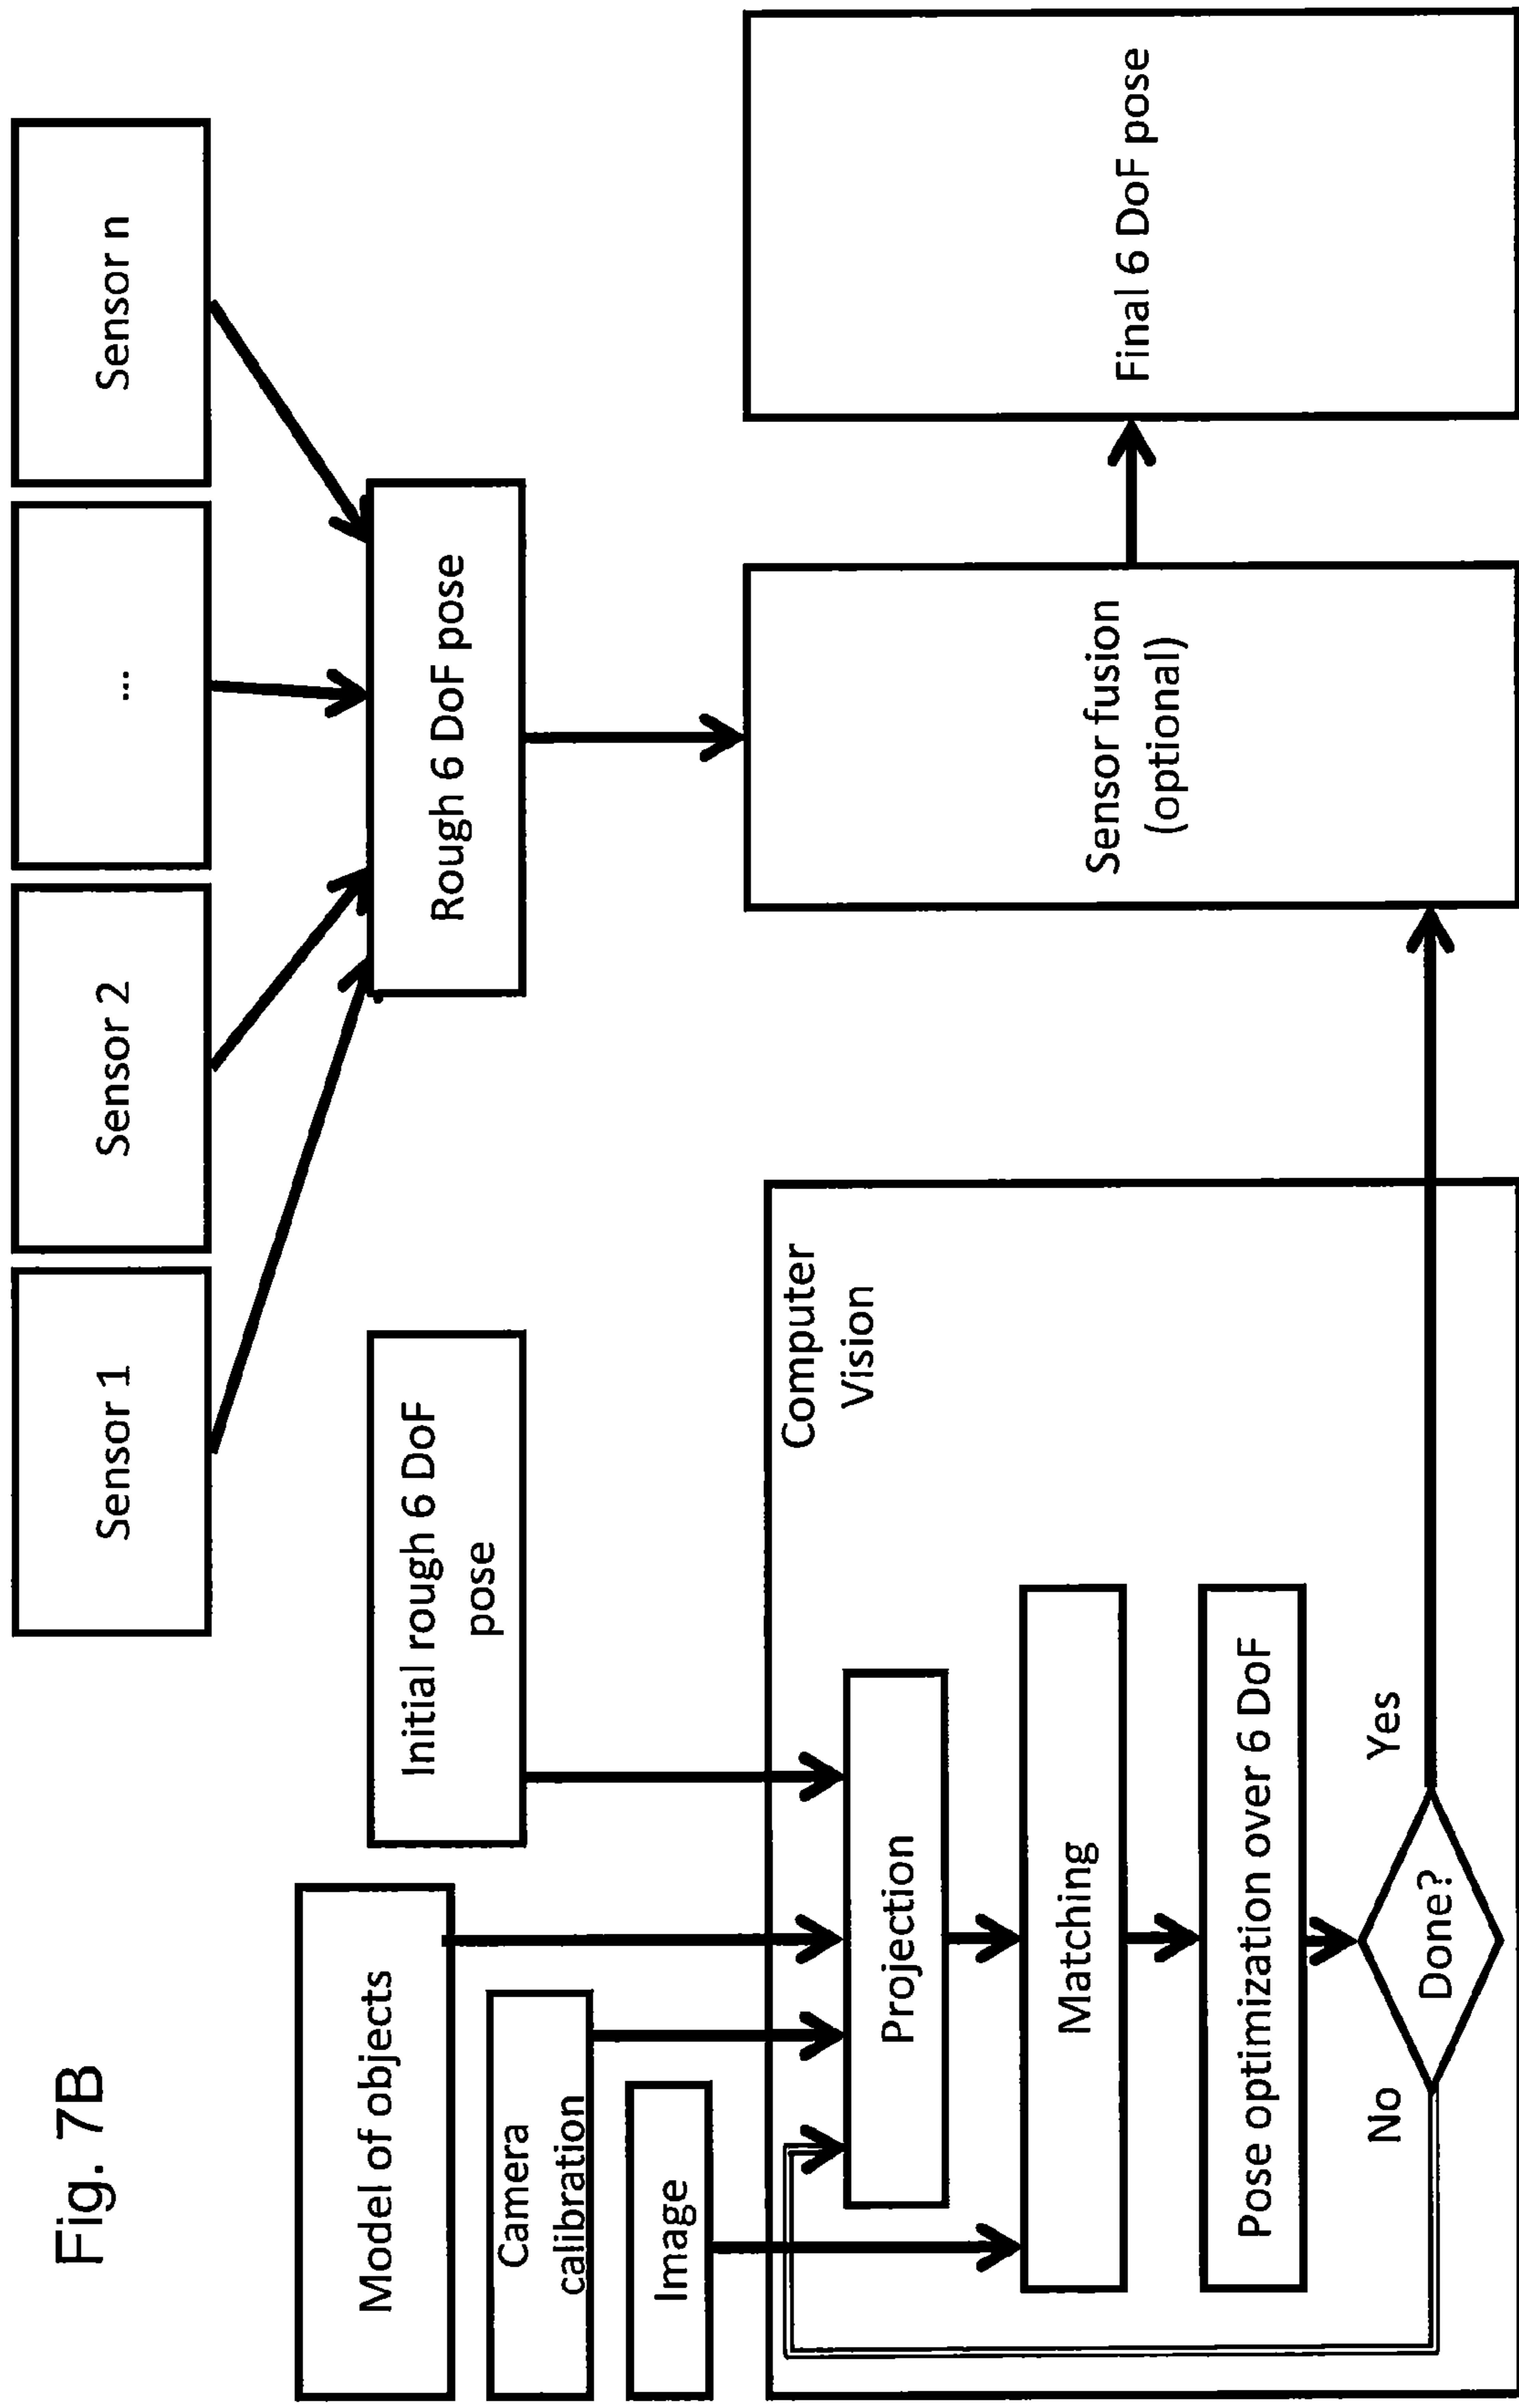 Fig. 7B
Sensor 1
Sensor 2
...
Sensor n
Model of objects
Initial rough 6 DoF
pose
Rough 6 DoF pose
Camera
calibration
Image
Computer
Vision
Projection
Matching
Pose optimization over 6 DoF
No
Done?
Yes
Sensor fusion
(optional)
Final 6 DoF pose